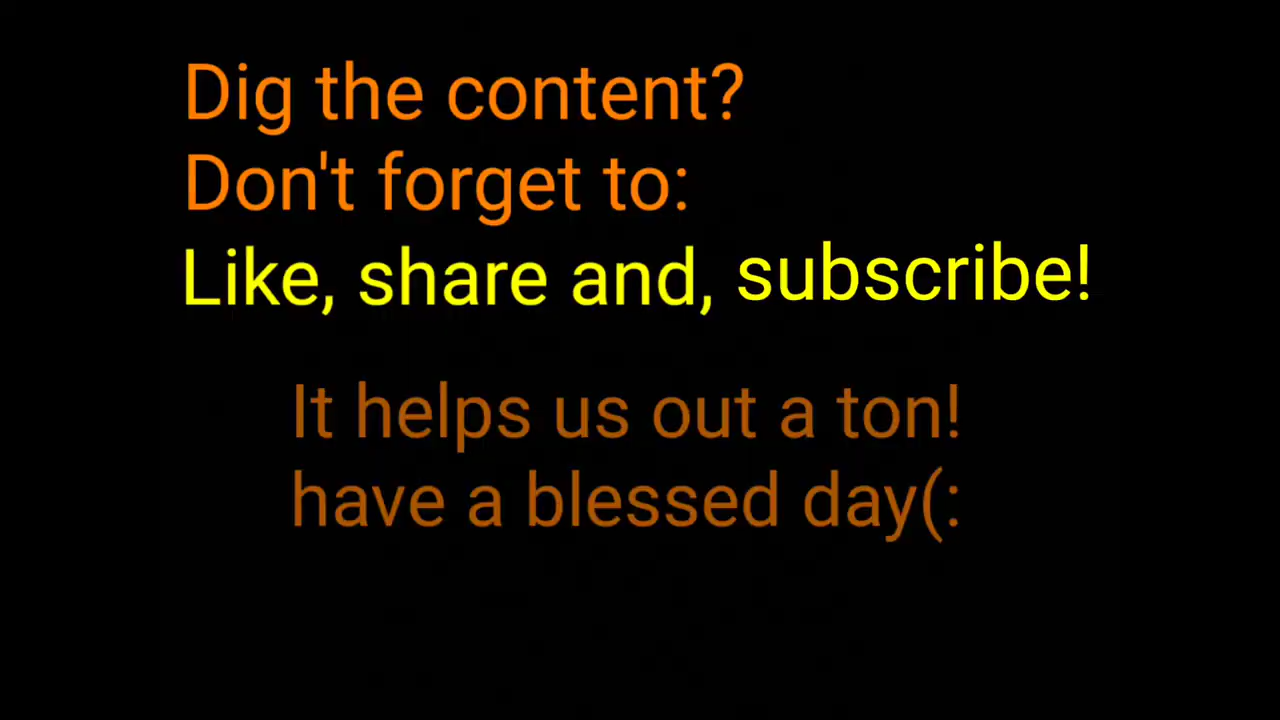 Dig the content?
Don't forget to:
Like, share and, subscribe!
It helps us out a ton!
have a blessed day(: